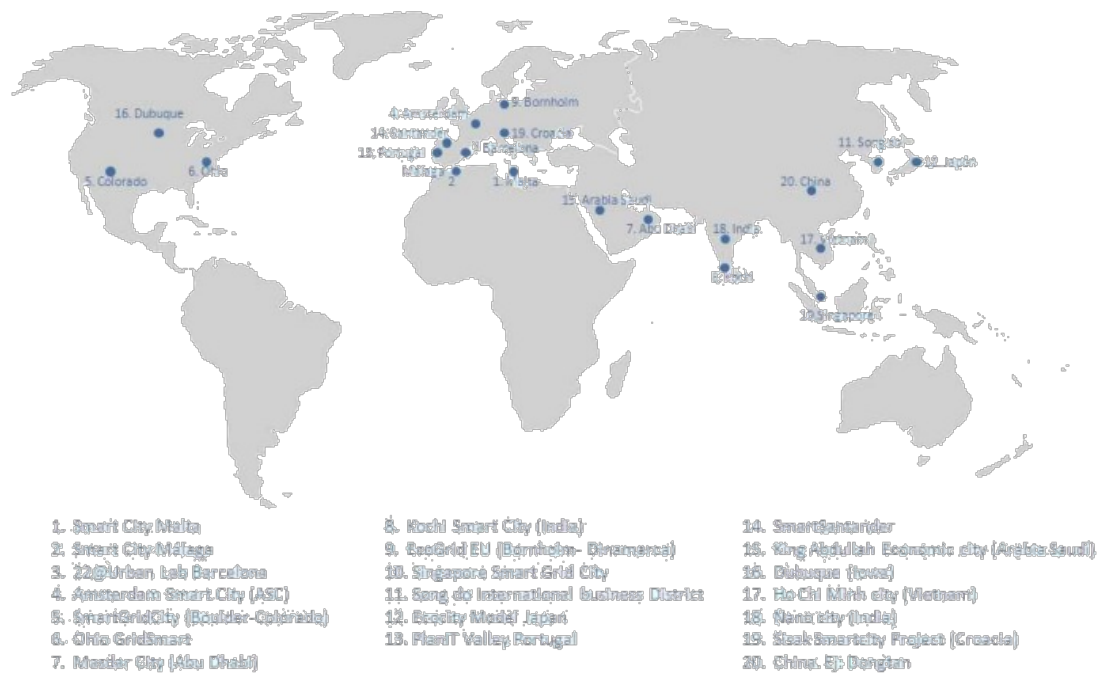 16. Dubuque
9. Bornholm
4. Amsterdam
14. Santander
19. Croacia
11. Songdo
13. Portugal
Barcelona
12. Japón
6. Ohio
5. Colorado
Málaga
2
1. Malta
20. China
15. Arabia Saudí
7. Abu Dhabi
18. India
17. Vietnam
8. Kochi
10. Singapore
1. Smart City Malta
2. Smart City Málaga
3. 22@Urban Lab Barcelona
4. Amsterdam Smart City (ASC)
5. SmartGridCity (Boulder-Colorado)
6. Ohio GridSmart
7. Masdar City (Abu Dhabi)
8. Kochi Smart City (India)
9. EcoGrid EU (Bornholm- Dinamarca)
10. Singapore Smart Grid City
11. Song do International business District
12. Ecocity Model Japan
13. PlanIT Valley Portugal
14. SmartSantander
15. King Abdullah Economic city (Arabia Saudí)
16. Dubuque (Iowa)
17. Ho Chi Minh city (Vietnam)
18. Nano city (India)
19. Sisak Smartcity Project (Croacia)
20. China. Ej: Dongtan